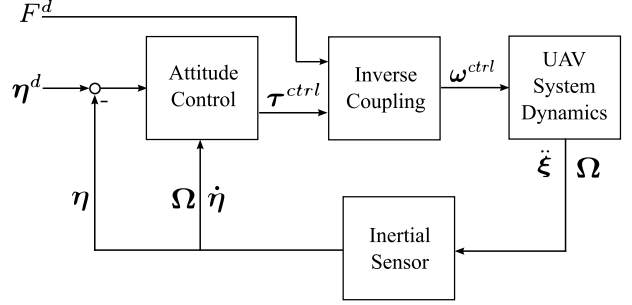 F^d
η^d
-
Attitude
Control
τ^{ctrl}
Inverse
Coupling
ω^{ctrl}
UAV
System
Dynamics
η
Ω η̇
ξ̈ Ω
Inertial
Sensor